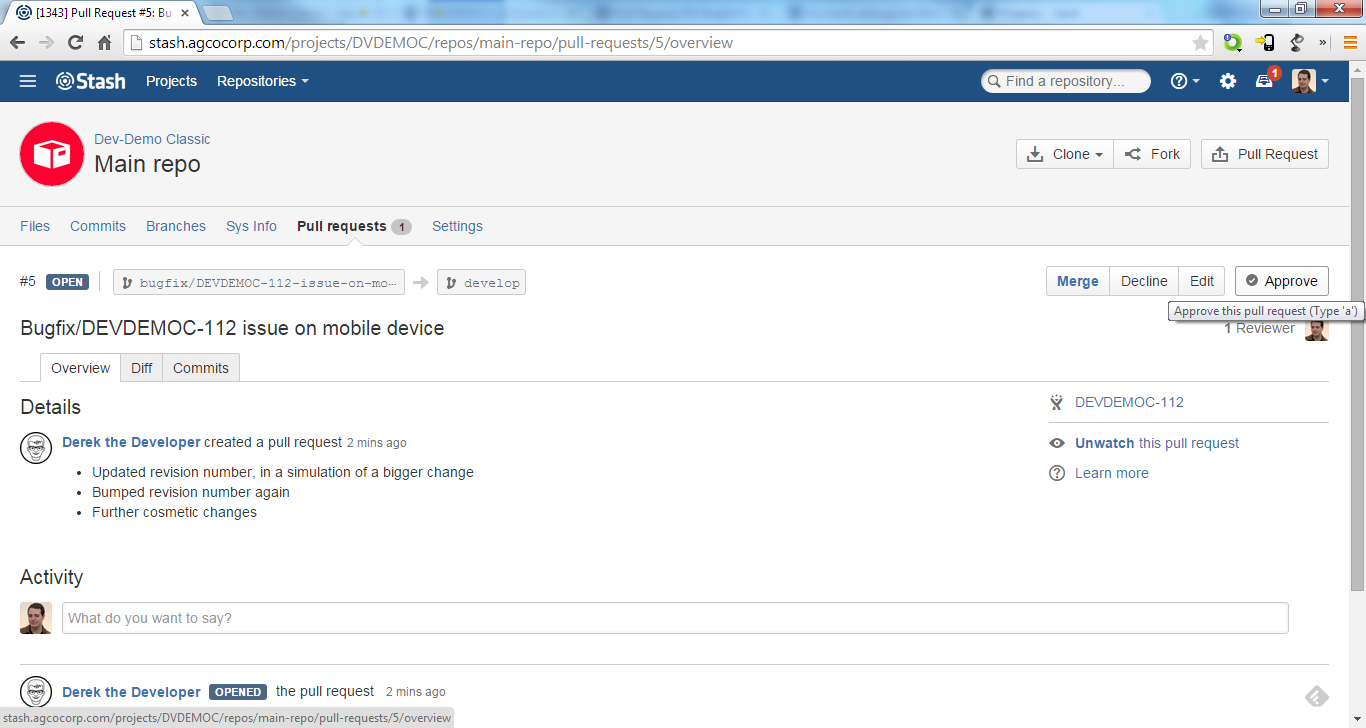 [1343] Pull Request #5: Bu
stash.agcocorp.com/projects/DVDEMOC/repos/main-repo/pull-requests/5/overview
Stash Projects Repositories Find a repository... 1
Dev-Demo Classic
Main repo
Clone Fork Pull Request
Files Commits Branches Sys Info Pull requests 1 Settings
#5 OPEN bugfix/DEVDEMOC-112-issue-on-mo... develop Merge Decline Edit Approve
Approve this pull request (Type 'a')
Bugfix/DEVDEMOC-112 issue on mobile device
1 Reviewer
Overview Diff Commits
Details
DEVDEMOC-112
Derek the Developer created a pull request 2 mins ago
Unwatch this pull request
• Updated revision number, in a simulation of a bigger change
Learn more
• Bumped revision number again
• Further cosmetic changes
Activity
What do you want to say?
Derek the Developer OPENED the pull request 2 mins ago
stash.agcocorp.com/projects/DVDEMOC/repos/main-repo/pull-requests/5/overview